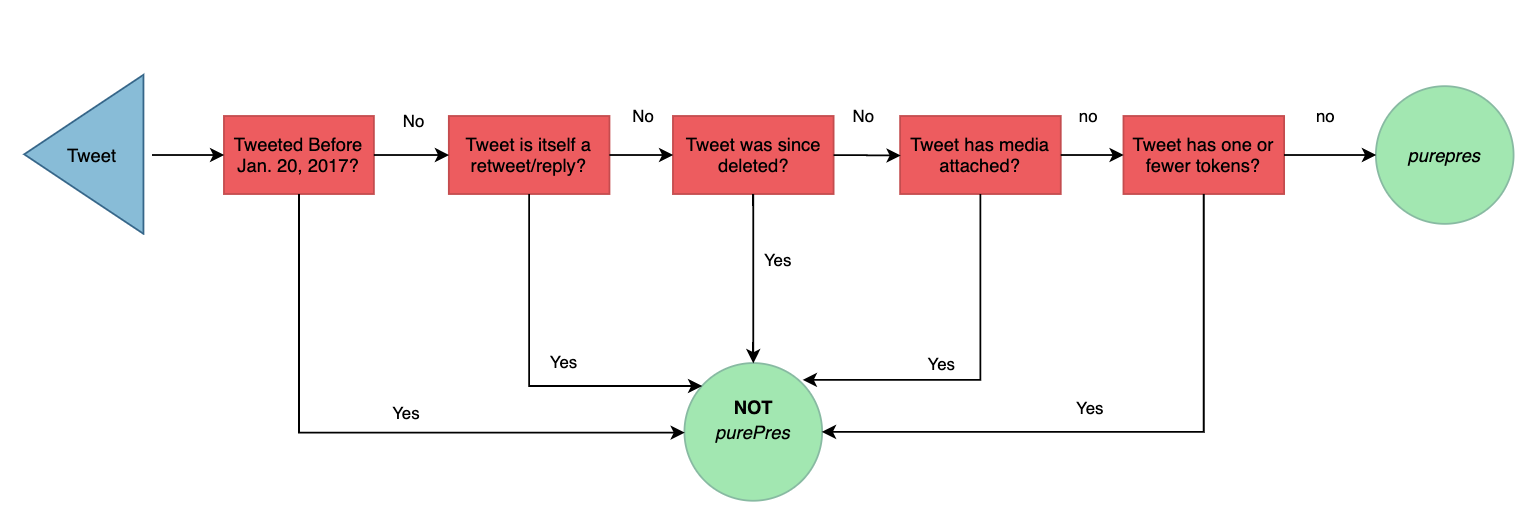 Tweet
Tweeted Before
Jan. 20, 2017?
No
Tweet is itself a
retweet/reply?
No
Tweet was since
deleted?
No
Tweet has media
attached?
no
Tweet has one or
fewer tokens?
no
purepres
Yes
Yes
Yes
Yes
Yes
NOT
purePres